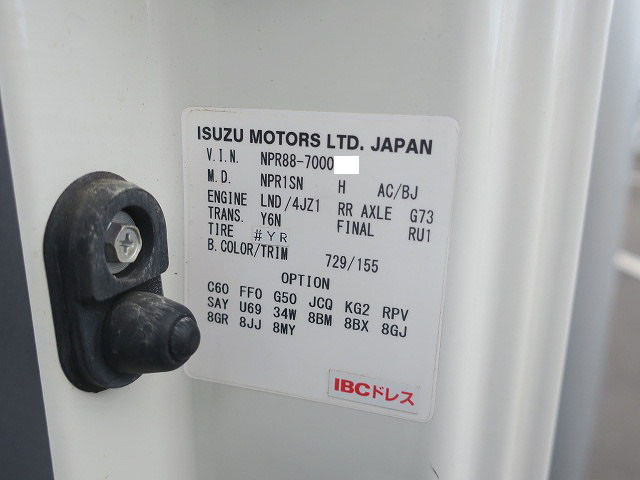 ISUZU MOTORS LTD. JAPAN
V.I.N. NPR88-7000
M.D. NPR1SN H AC/BJ
ENGINE LND/4JZ1 RR AXLE G73
TRANS. Y6N FINAL RU1
TIRE #YR
B.COLOR/TRIM 729/155
OPTION
C60 FF0 G50 JCQ KG2 RPV
SAY U69 34W 8BM 8BX 8GJ
8GR 8JJ 8MY
IBCドレス